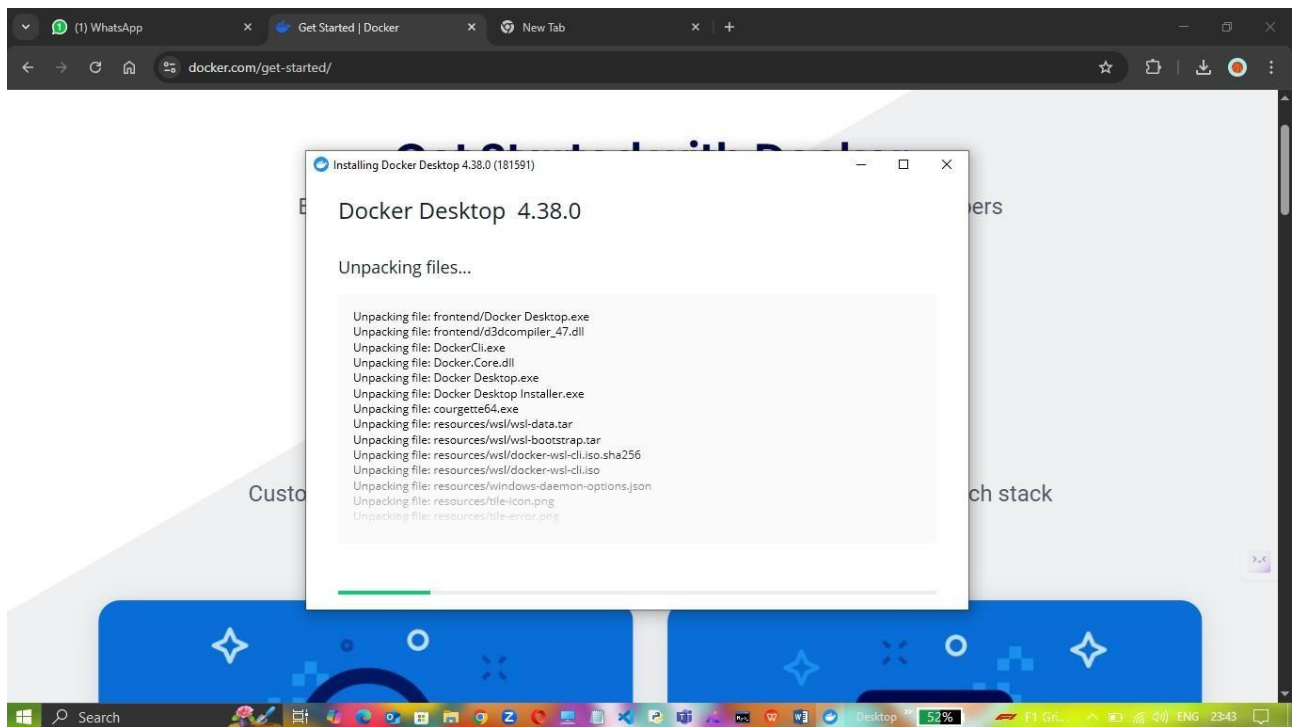 (1) WhatsApp
Get Started | Docker
New Tab
docker.com/get-started/
Installing Docker Desktop 4.38.0 (181591)
Docker Desktop 4.38.0
ers
Unpacking files...
Unpacking file: frontend/Docker Desktop.exe
Unpacking file: frontend/d3dcompiler_47.dll
Unpacking file: DockerCli.exe
Unpacking file: Docker.Core.dll
Unpacking file: Docker Desktop.exe
Unpacking file: Docker Desktop Installer.exe
Unpacking file: courgette64.exe
Unpacking file: resources/wsl/wsl-data.tar
Unpacking file: resources/wsl/wsl-bootstrap.tar
Unpacking file: resources/wsl/docker-wsl-cli.iso.sha256
Unpacking file: resources/wsl/docker-wsl-cli.iso
Unpacking file: resources/windows-daemon-options.json
Unpacking file: resources/tile-icon.png
Unpacking file: resources/tile-error.png
Custo
ch stack
Search
Desktop
52%
F1 Gri...
ENG
23:43